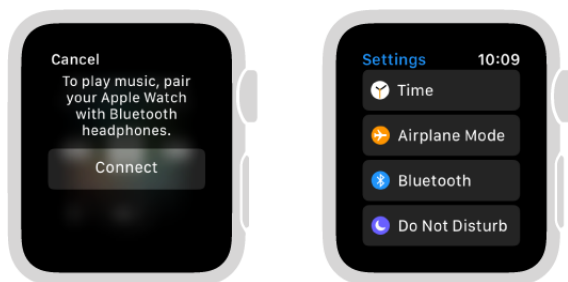 Cancel
To play music, pair
your Apple Watch
with Bluetooth
headphones.
Connect
Settings 10:09
Time
Airplane Mode
Bluetooth
Do Not Disturb